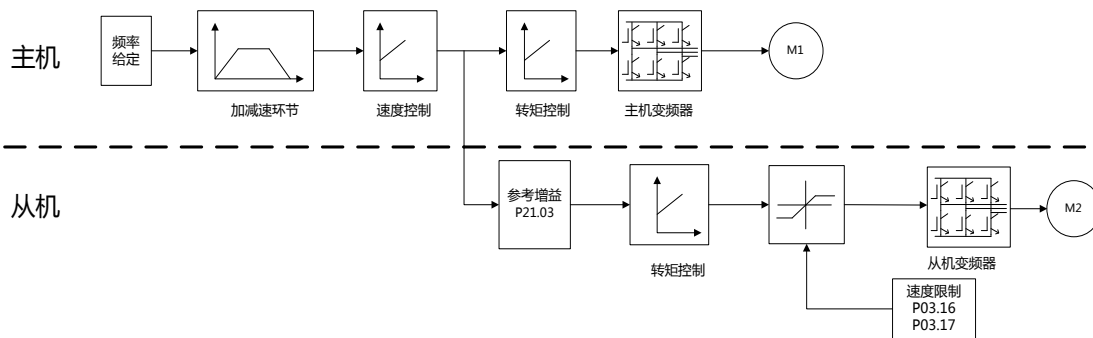 主机
频率
给定
加减速环节
速度控制
转矩控制
主机变频器
M1
从机
参考增益
P21.03
转矩控制
从机变频器
M2
速度限制
P03.16
P03.17